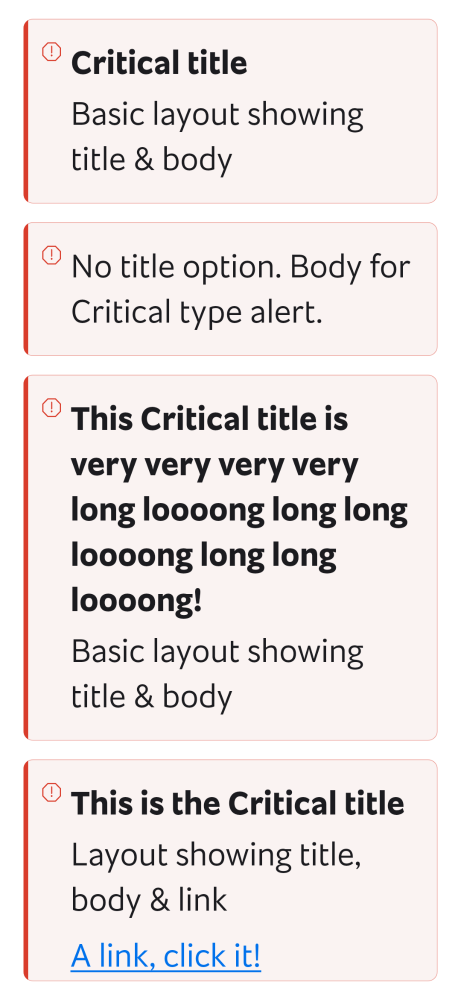 Critical title
Basic layout showing
title & body
No title option. Body for
Critical type alert.
This Critical title is
very very very very
long loooong long long
loooong long long
loooong!
Basic layout showing
title & body
This is the Critical title
Layout showing title,
body & link
A link, click it!